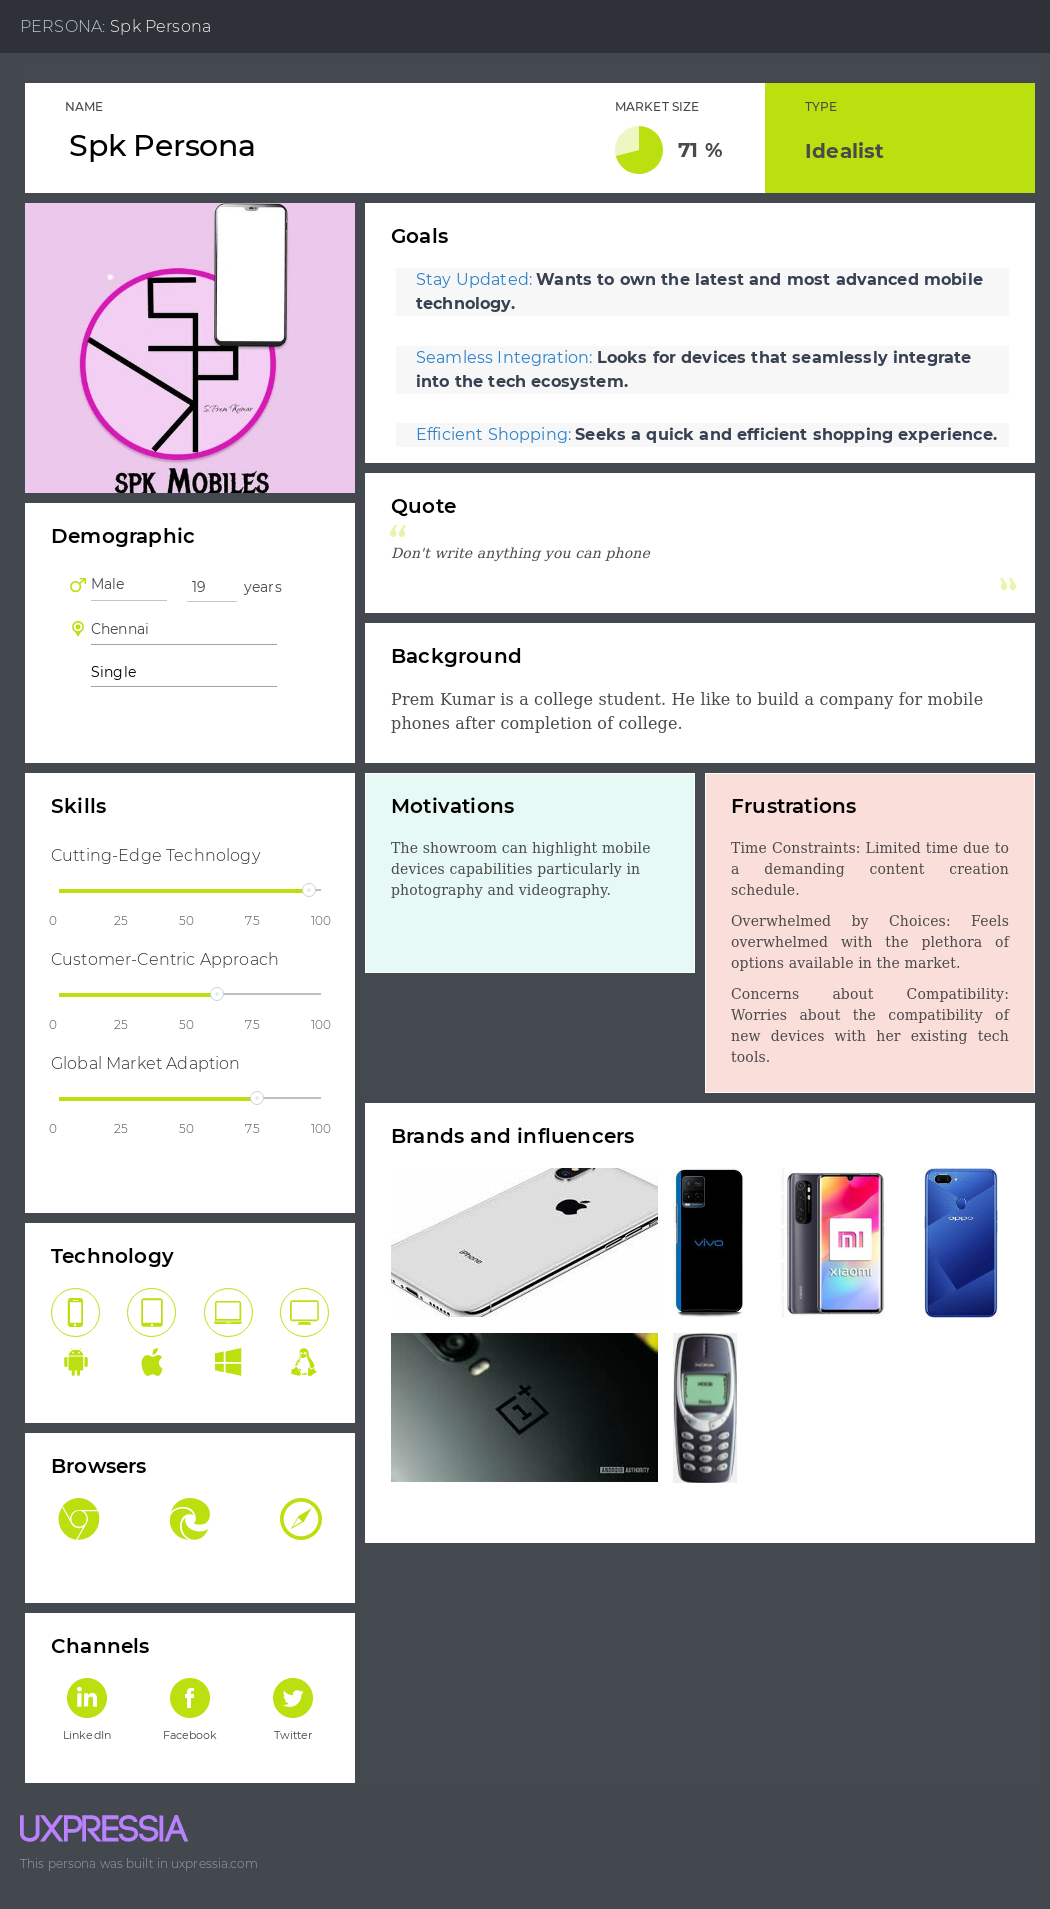 PERSONA: Spk Persona
NAME
Spk Persona
MARKET SIZE
71 %
TYPE
Idealist
S.Prem Kumar
SPK MOBILES
Goals
Stay Updated: Wants to own the latest and most advanced mobile
technology.
Seamless Integration: Looks for devices that seamlessly integrate
into the tech ecosystem.
Efficient Shopping: Seeks a quick and efficient shopping experience.
Quote
“
Don't write anything you can phone
”
Demographic
Male
19 years
Chennai
Single
Background
Prem Kumar is a college student. He like to build a company for mobile
phones after completion of college.
Skills
Cutting-Edge Technology
0 25 50 75 100
Customer-Centric Approach
0 25 50 75 100
Global Market Adaption
0 25 50 75 100
Motivations
The showroom can highlight mobile
devices capabilities particularly in
photography and videography.
Frustrations
Time Constraints: Limited time due to
a demanding content creation
schedule.
Overwhelmed by Choices: Feels
overwhelmed with the plethora of
options available in the market.
Concerns about Compatibility:
Worries about the compatibility of
new devices with her existing tech
tools.
Brands and influencers
iPhone
vivo
mi
xiaomi
oppo
1+
ANDROID AUTHORITY
Technology
Browsers
Channels
in
f
LinkedIn
Facebook
Twitter
UXPRESSIA
This persona was built in uxpressia.com